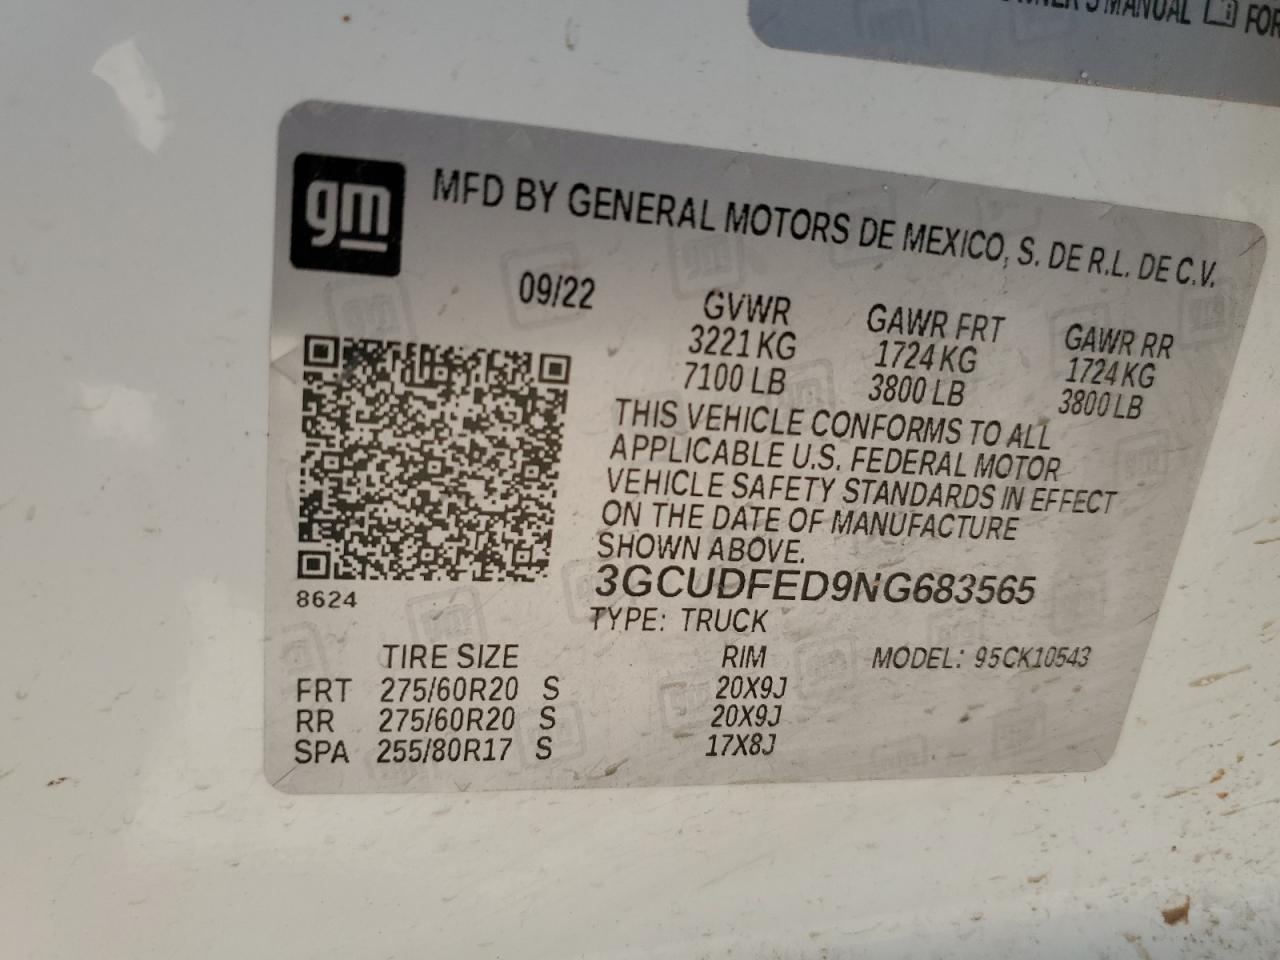 OWNER'S MANUAL FOR
gm
MFD BY GENERAL MOTORS DE MEXICO, S. DE R.L. DE C.V.
09/22
GVWR GAWR FRT GAWR RR
3221 KG 1724 KG 1724 KG
7100 LB 3800 LB 3800 LB
THIS VEHICLE CONFORMS TO ALL
APPLICABLE U.S. FEDERAL MOTOR
VEHICLE SAFETY STANDARDS IN EFFECT
ON THE DATE OF MANUFACTURE
SHOWN ABOVE.
3GCUDFED9NG683565
8624
TYPE: TRUCK
TIRE SIZE RIM MODEL: 95CK10543
FRT 275/60R20 S 20X9J
RR 275/60R20 S 20X9J
SPA 255/80R17 S 17X8J